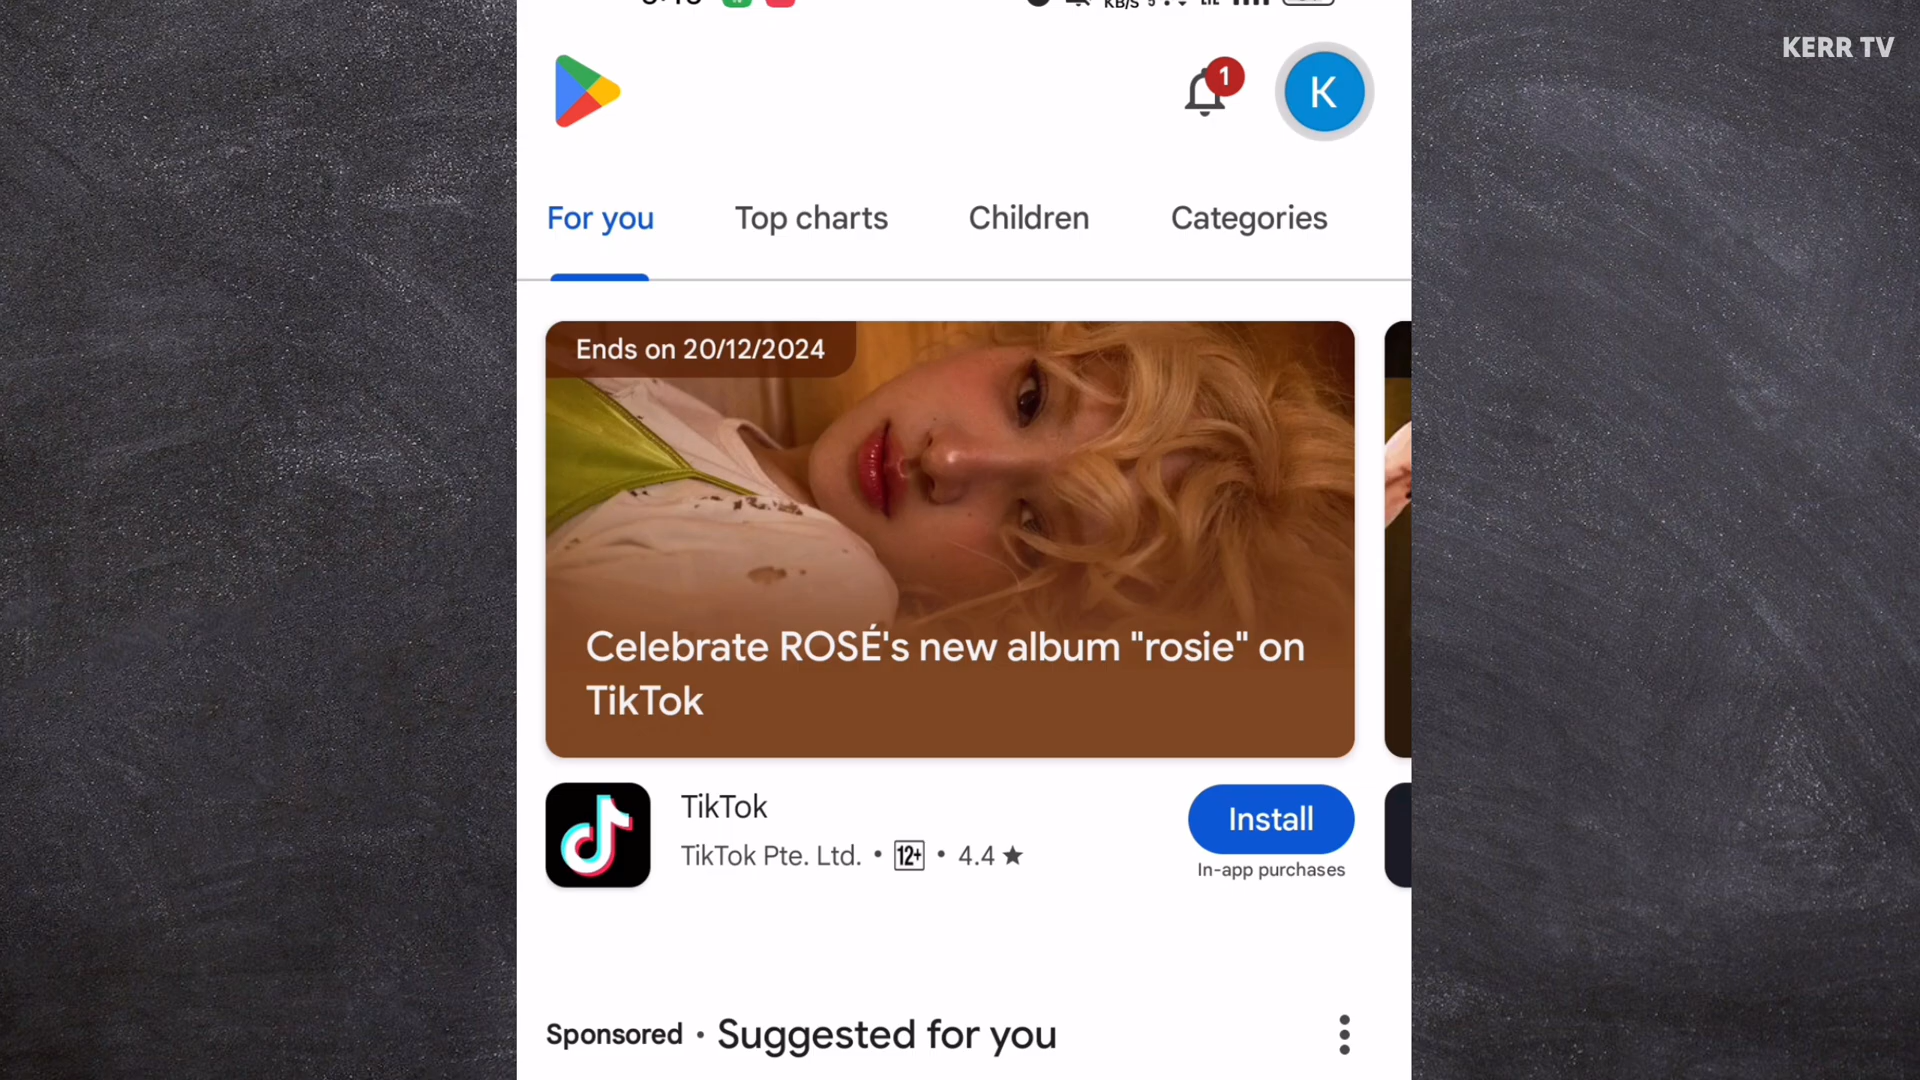 KERR TV
KB/S
1
K
For you
Top charts
Children
Categories
Ends on 20/12/2024
Celebrate ROSÉ's new album "rosie" on
TikTok
TikTok
Install
TikTok Pte. Ltd. • 12+ • 4.4 ★
In-app purchases
Sponsored • Suggested for you